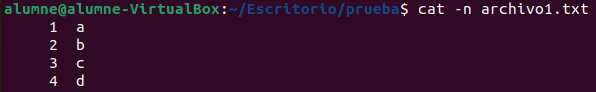 alumne@alumne-VirtualBox:~/Escritorio/prueba$ cat -n archivo1.txt
1 a
2 b
3 c
4 d